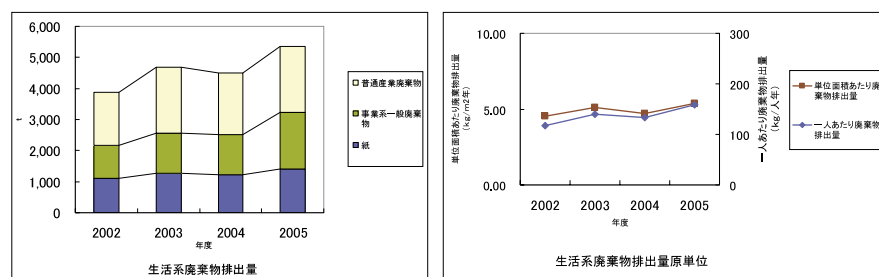 6,000
5,000
4,000
3,000
2,000
1,000
0
t
2002
2003
2004
2005
年度
普通産業廃棄物
事業系一般廃棄
物
紙
生活系廃棄物排出量
10.00
5.00
0.00
単位面積あたり廃棄物排出量
(kg/m2年)
300
200
100
0
一人あたり廃棄物排出量
(kg/人年)
2002
2003
2004
2005
年度
単位面積あたり廃
棄物排出量
一人あたり廃棄物
排出量
生活系廃棄物排出量原単位